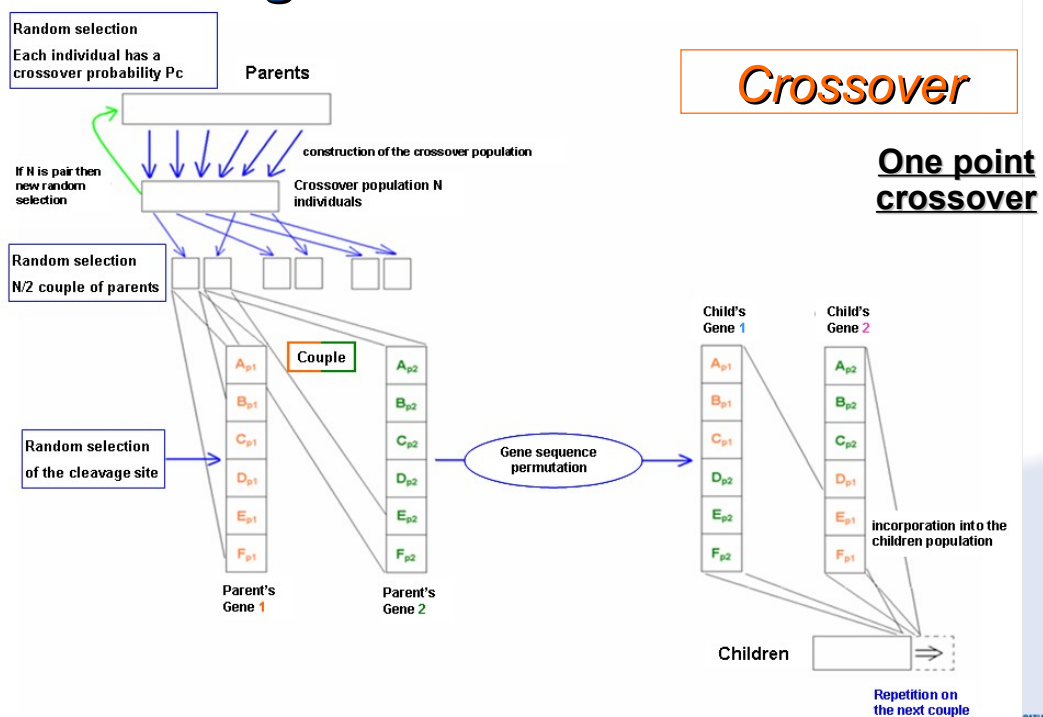 Random selection
Each individual has a
crossover probability Pc
Parents
Crossover
One point
crossover
construction of the crossover population
If N is pair then
new random
selection
Crossover population N
individuals
Random selection
N/2 couple of parents
Couple
Random selection
of the cleavage site
Ap1
Bp1
Cp1
Dp1
Ep1
Fp1
Parent's
Gene 1
Ap2
Bp2
Cp2
Dp2
Ep2
Fp2
Parent's
Gene 2
Gene sequence
permutation
Child's
Gene 1
Ap1
Bp1
Cp1
Dp2
Ep2
Fp2
Child's
Gene 2
Ap2
Bp2
Cp2
Dp1
Ep1
Fp1
incorporation into the
children population
Children
Repetition on
the next couple